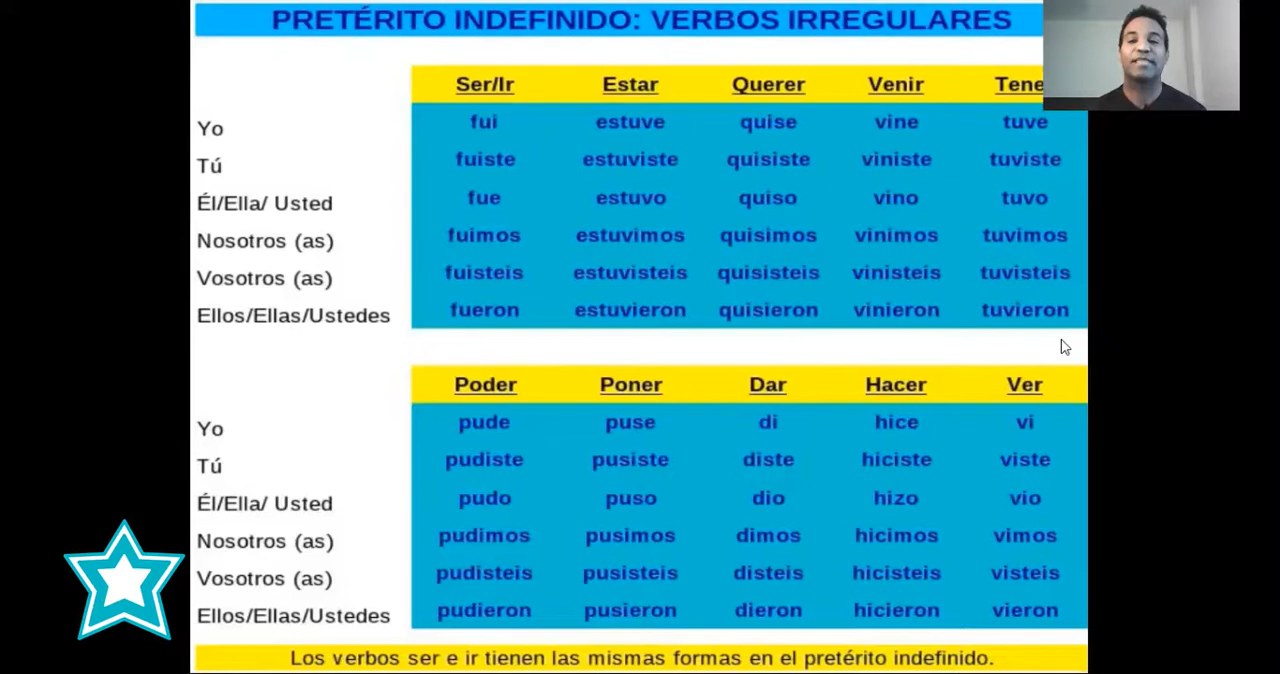 PRETÉRITO INDEFINIDO: VERBOS IRREGULARES
Ser/Ir Estar Querer Venir Tene
Yo fui estuve quise vine tuve
Tú fuiste estuviste quisiste viniste tuviste
Él/Ella/ Usted fue estuvo quiso vino tuvo
Nosotros (as) fuimos estuvimos quisimos vinimos tuvimos
Vosotros (as) fuisteis estuvisteis quisisteis vinisteis tuvisteis
Ellos/Ellas/Ustedes fueron estuvieron quisieron vinieron tuvieron
Poder Poner Dar Hacer Ver
Yo pude puse di hice vi
Tú pudiste pusiste diste hiciste viste
Él/Ella/ Usted pudo puso dio hizo vio
Nosotros (as) pudimos pusimos dimos hicimos vimos
Vosotros (as) pudisteis pusisteis disteis hicisteis visteis
Ellos/Ellas/Ustedes pudieron pusieron dieron hicieron vieron
Los verbos ser e ir tienen las mismas formas en el pretérito indefinido.